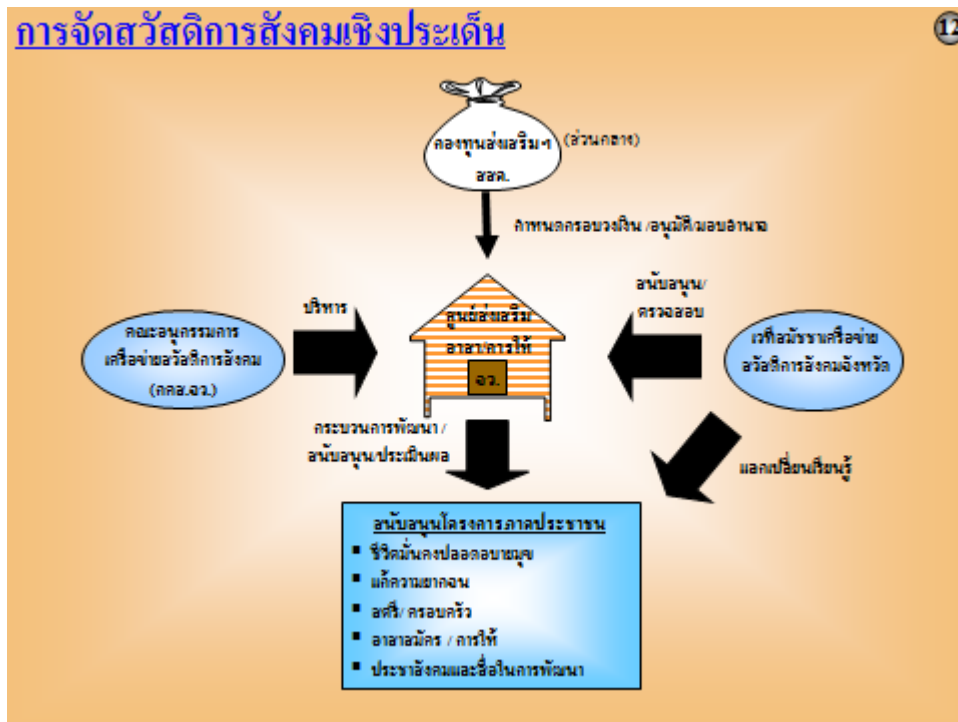 การจัดสวัสดิการสังคมเชิงประเด็น
12
กองทุนส่งเสริมฯ
สสค.
(ส่วนกลาง)
กำหนดกรอบวงเงิน /อนุมัติ/มอบอำนาจ
บริหาร
คณะอนุกรรมการ
เครือข่ายสวัสดิการสังคม
(กคส.จว.)
ศูนย์ส่งเสริม
อาสา/การให้
จว.
สนับสนุน/
ตรวจสอบ
เวทีสมัชชาเครือข่าย
สวัสดิการสังคมจังหวัด
กระบวนการพัฒนา /
สนับสนุน/ประเมินผล
แลกเปลี่ยนเรียนรู้
สนับสนุนโครงการภาคประชาชน
▪ ชีวิตมั่นคงปลอดอบายมุข
▪ แก้ความยากจน
▪ สตรี/ ครอบครัว
▪ อาสาสมัคร / การให้
▪ ประชาสังคมและสื่อในการพัฒนา